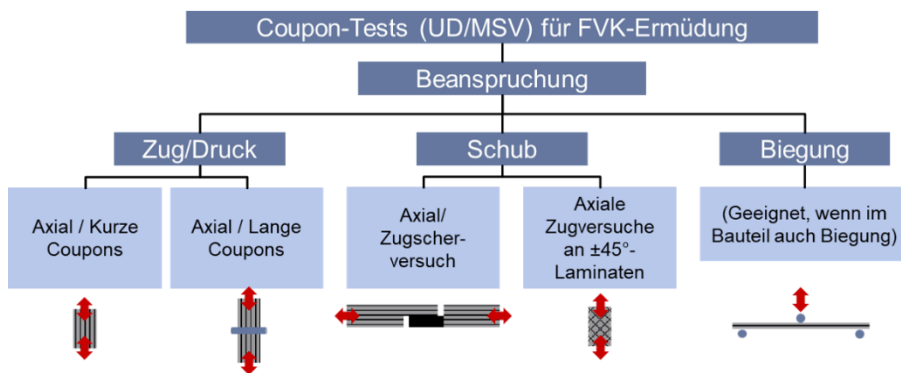 Coupon-Tests (UD/MSV) für FVK-Ermüdung
Beanspruchung
Zug/Druck
Schub
Biegung
Axial / Kurze
Coupons
Axial / Lange
Coupons
Axial/
Zugscher-
versuch
Axiale
Zugversuche
an ±45°-
Laminaten
(Geeignet, wenn im
Bauteil auch Biegung)